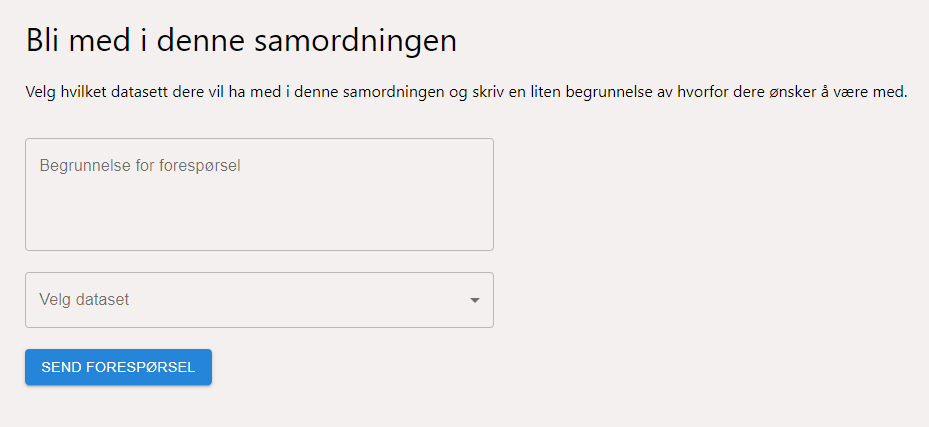 Bli med i denne samordningen
Velg hvilket datasett dere vil ha med i denne samordningen og skriv en liten begrunnelse av hvorfor dere ønsker å være med.
Begrunnelse for forespørsel
Velg dataset
SEND FORESPØRSEL